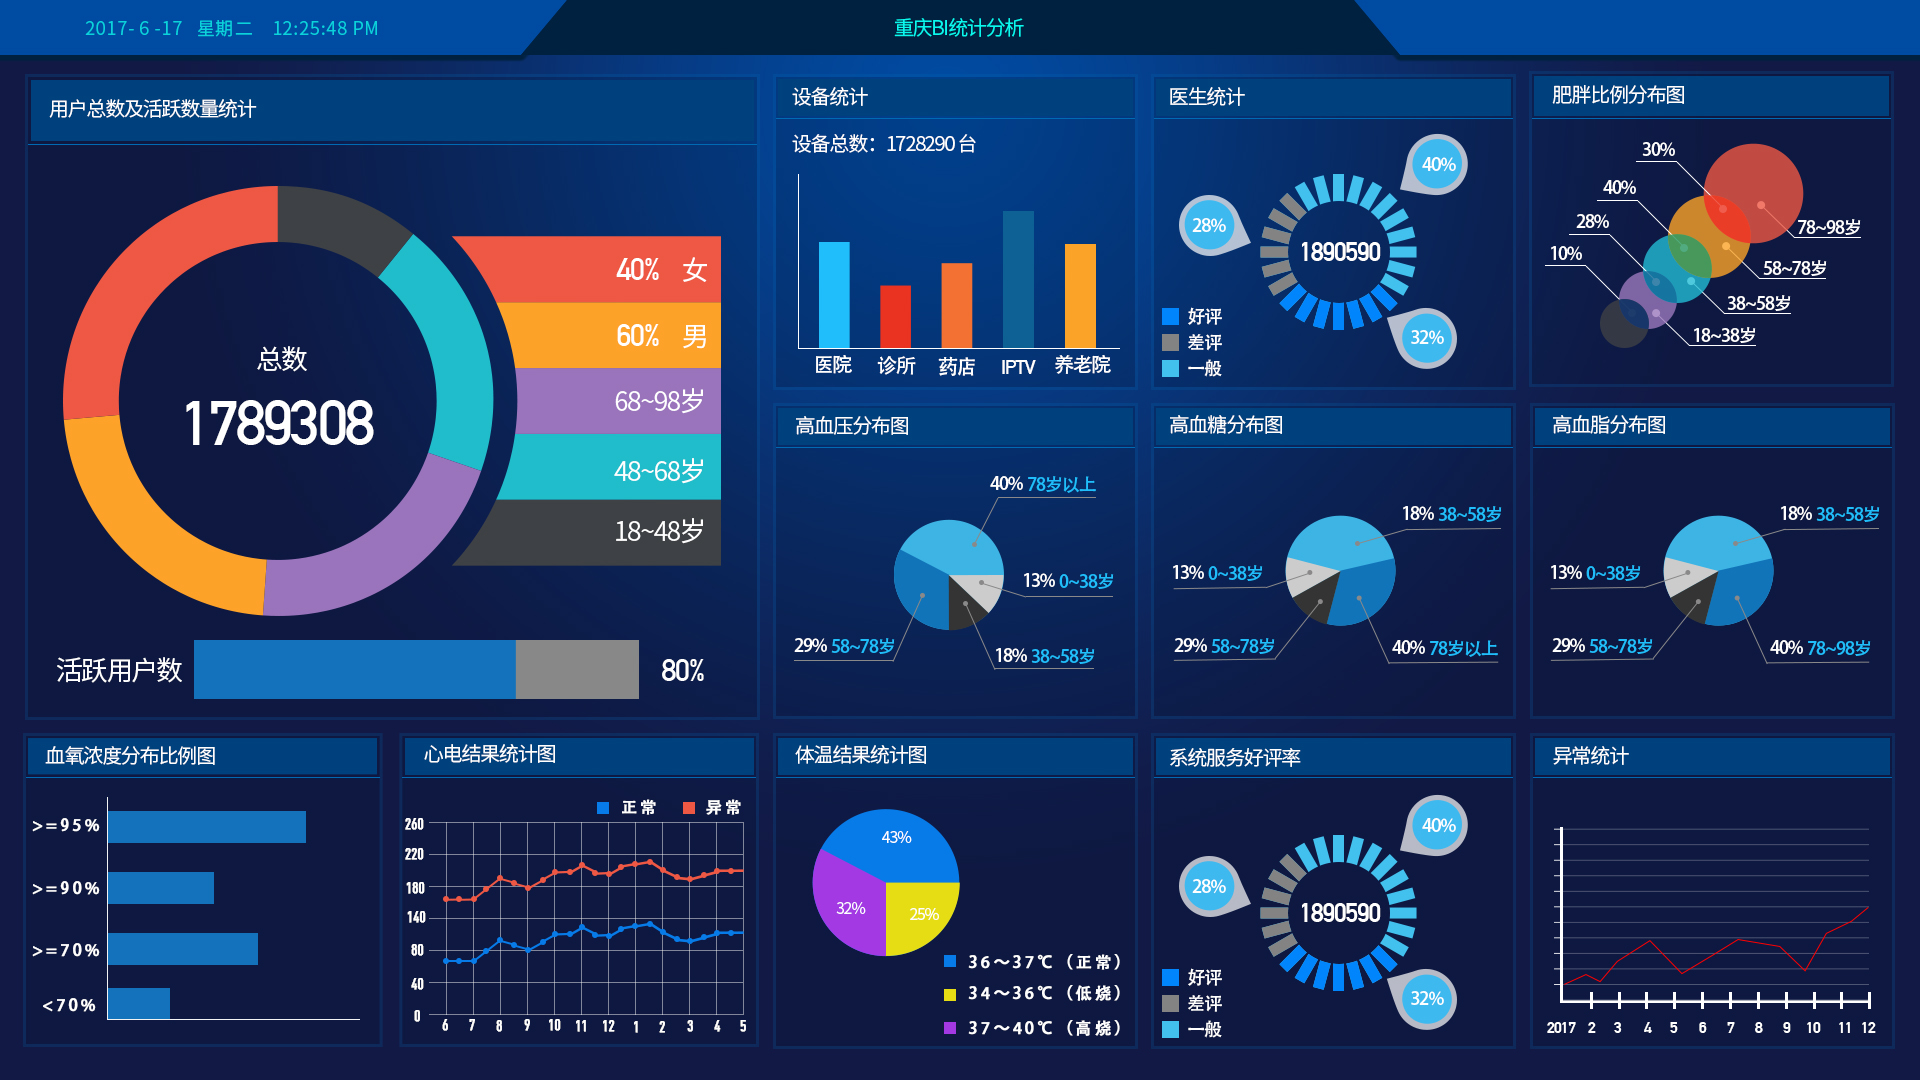 2017- 6 -17 星期二 12:25:48 PM
重庆BI统计分析
用户总数及活跃数量统计
总数
1789308
40% 女
60% 男
68~98岁
48~68岁
18~48岁
活跃用户数
80%
设备统计
设备总数：1728290 台
医院 诊所 药店 IPTV 养老院
医生统计
40%
28%
1890590
32%
好评
差评
一般
肥胖比例分布图
30%
40%
28%
10%
78~98岁
58~78岁
38~58岁
18~38岁
高血压分布图
40% 78岁以上
13% 0~38岁
29% 58~78岁
18% 38~58岁
高血糖分布图
18% 38~58岁
13% 0~38岁
29% 58~78岁
40% 78岁以上
高血脂分布图
18% 38~58岁
13% 0~38岁
29% 58~78岁
40% 78~98岁
血氧浓度分布比例图
>=95%
>=90%
>=70%
<70%
心电结果统计图
正常 异常
260
220
180
140
80
40
0
6 7 8 9 10 11 12 1 2 3 4 5
体温结果统计图
43%
32%
25%
36～37℃（正常）
34～36℃（低烧）
37～40℃（高烧）
系统服务好评率
40%
28%
1890590
32%
好评
差评
一般
异常统计
2017 2 3 4 5 6 7 8 9 10 11 12